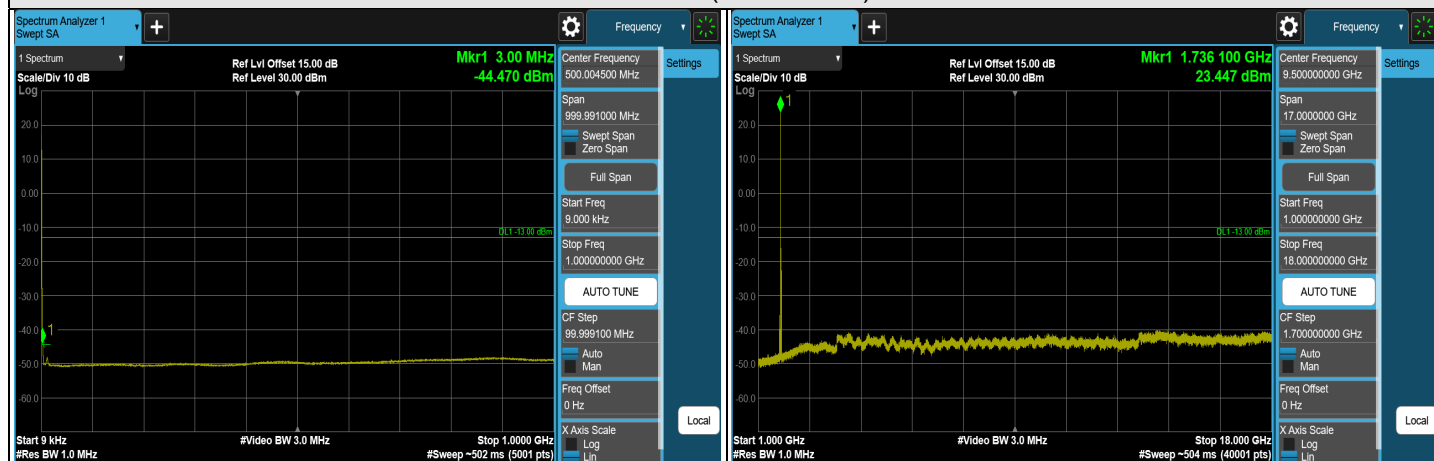 Spectrum Analyzer 1
Swept SA
+
Frequency
1 Spectrum
Scale/Div 10 dB
Log
Ref Lvl Offset 15.00 dB
Ref Level 30.00 dBm
Mkr1 3.00 MHz
-44.470 dBm
1
20.0
10.0
0.00
-10.0
DL1 -13.00 dBm
-20.0
-30.0
-40.0
1
-50.0
-60.0
Start 9 kHz
#Res BW 1.0 MHz
#Video BW 3.0 MHz
Stop 1.0000 GHz
#Sweep ~502 ms (5001 pts)
Center Frequency
500.004500 MHz
Settings
Span
999.991000 MHz
Swept Span
Zero Span
Full Span
Start Freq
9.000 kHz
Stop Freq
1.000000000 GHz
AUTO TUNE
CF Step
99.999100 MHz
Auto
Man
Freq Offset
0 Hz
X Axis Scale
Log
Lin
Local
Spectrum Analyzer 1
Swept SA
+
Frequency
1 Spectrum
Scale/Div 10 dB
Log
Ref Lvl Offset 15.00 dB
Ref Level 30.00 dBm
Mkr1 1.736 100 GHz
23.447 dBm
1
20.0
10.0
0.00
-10.0
DL1 -13.00 dBm
-20.0
-30.0
-40.0
-50.0
-60.0
Start 1.000 GHz
#Res BW 1.0 MHz
#Video BW 3.0 MHz
Stop 18.000 GHz
#Sweep ~504 ms (40001 pts)
Center Frequency
9.500000000 GHz
Settings
Span
17.0000000 GHz
Swept Span
Zero Span
Full Span
Start Freq
1.000000000 GHz
Stop Freq
18.000000000 GHz
AUTO TUNE
CF Step
1.700000000 GHz
Auto
Man
Freq Offset
0 Hz
X Axis Scale
Log
Lin
Local